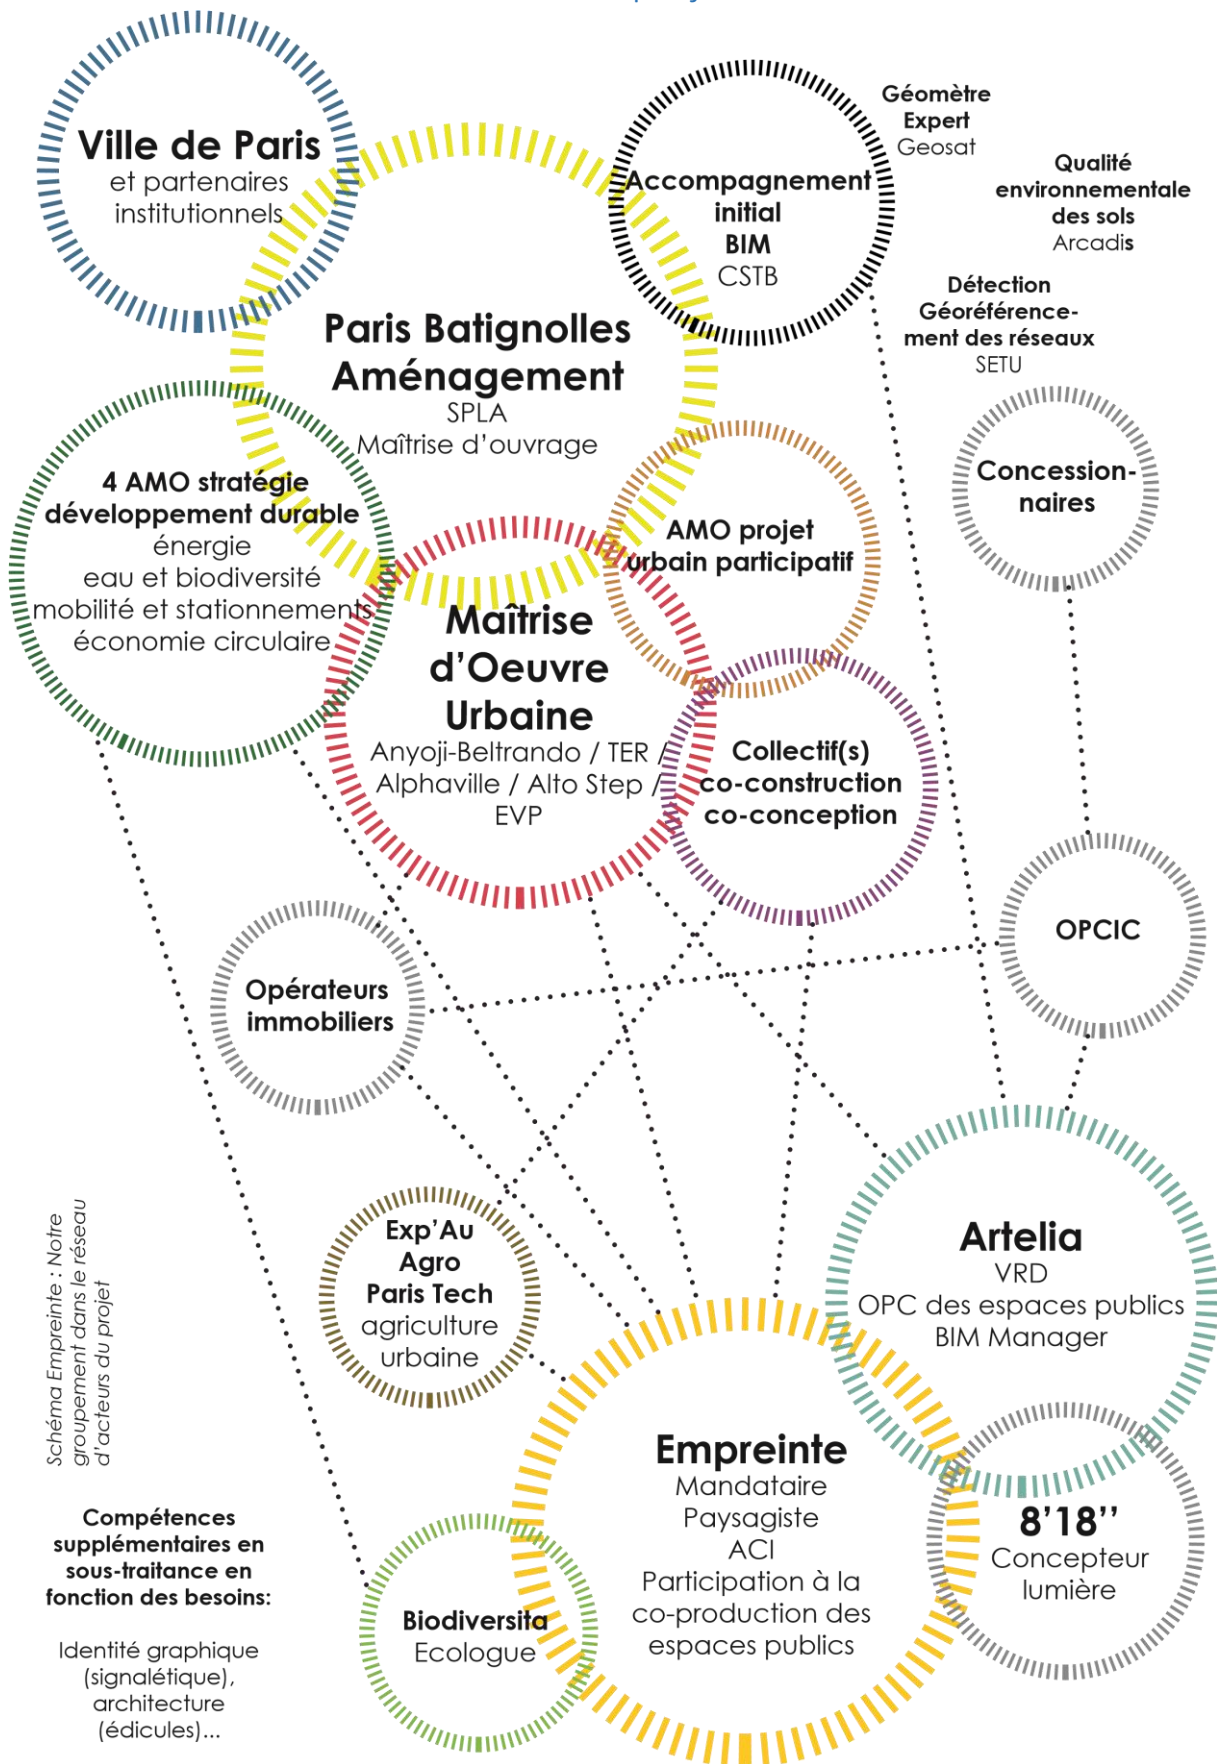 Ville de Paris
et partenaires
institutionnels
Accompagnement
initial
BIM
CSTB
Géomètre
Expert
Geosat
Qualité
environnementale
des sols
Arcadis
Détection
Géoréférence-
ment des réseaux
SETU
Paris Batignolles
Aménagement
SPLA
Maîtrise d'ouvrage
4 AMO stratégie
développement durable
énergie
eau et biodiversité
mobilité et stationnements
économie circulaire
AMO projet
urbain participatif
Concession-
naires
Maîtrise
d'Oeuvre
Urbaine
Anyoji-Beltrando / TER /
Alphaville / Alto Step /
EVP
Collectif(s)
co-construction
co-conception
OPCIC
Opérateurs
immobiliers
Exp'Au
Agro
Paris Tech
agriculture
urbaine
Artelia
VRD
OPC des espaces publics
BIM Manager
Schéma Empreinte : Notre
groupement dans le réseau
d'acteurs du projet
Empreinte
Mandataire
Paysagiste
ACI
Participation à la
co-production des
espaces publics
8'18''
Concepteur
lumière
Biodiversita
Ecologue
Compétences
supplémentaires en
sous-traitance en
fonction des besoins:
Identité graphique
(signalétique),
architecture
(édicules)...